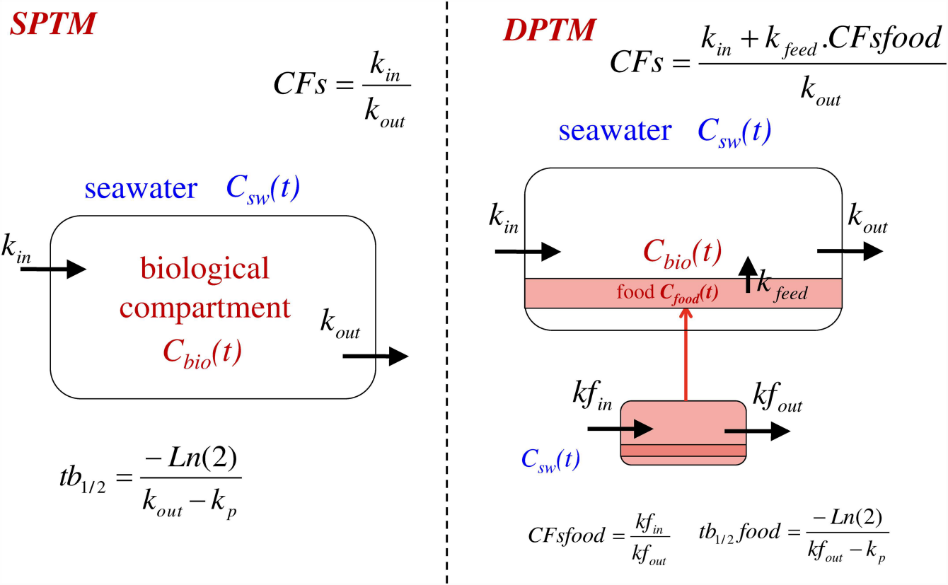 SPTM
CFs = k_in / k_out
seawater C_sw(t)
k_in
biological
compartment
C_bio(t)
k_out
tb_1/2 = -Ln(2) / k_out - k_p
DPTM
CFs = k_in + k_feed.CFsfood / k_out
seawater C_sw(t)
k_in
k_out
C_bio(t)
food C_food(t)
k_feed
kf_in
kf_out
C_sw(t)
CFsfood = kf_in / kf_out
tb_1/2 food = -Ln(2) / kf_out - k_p